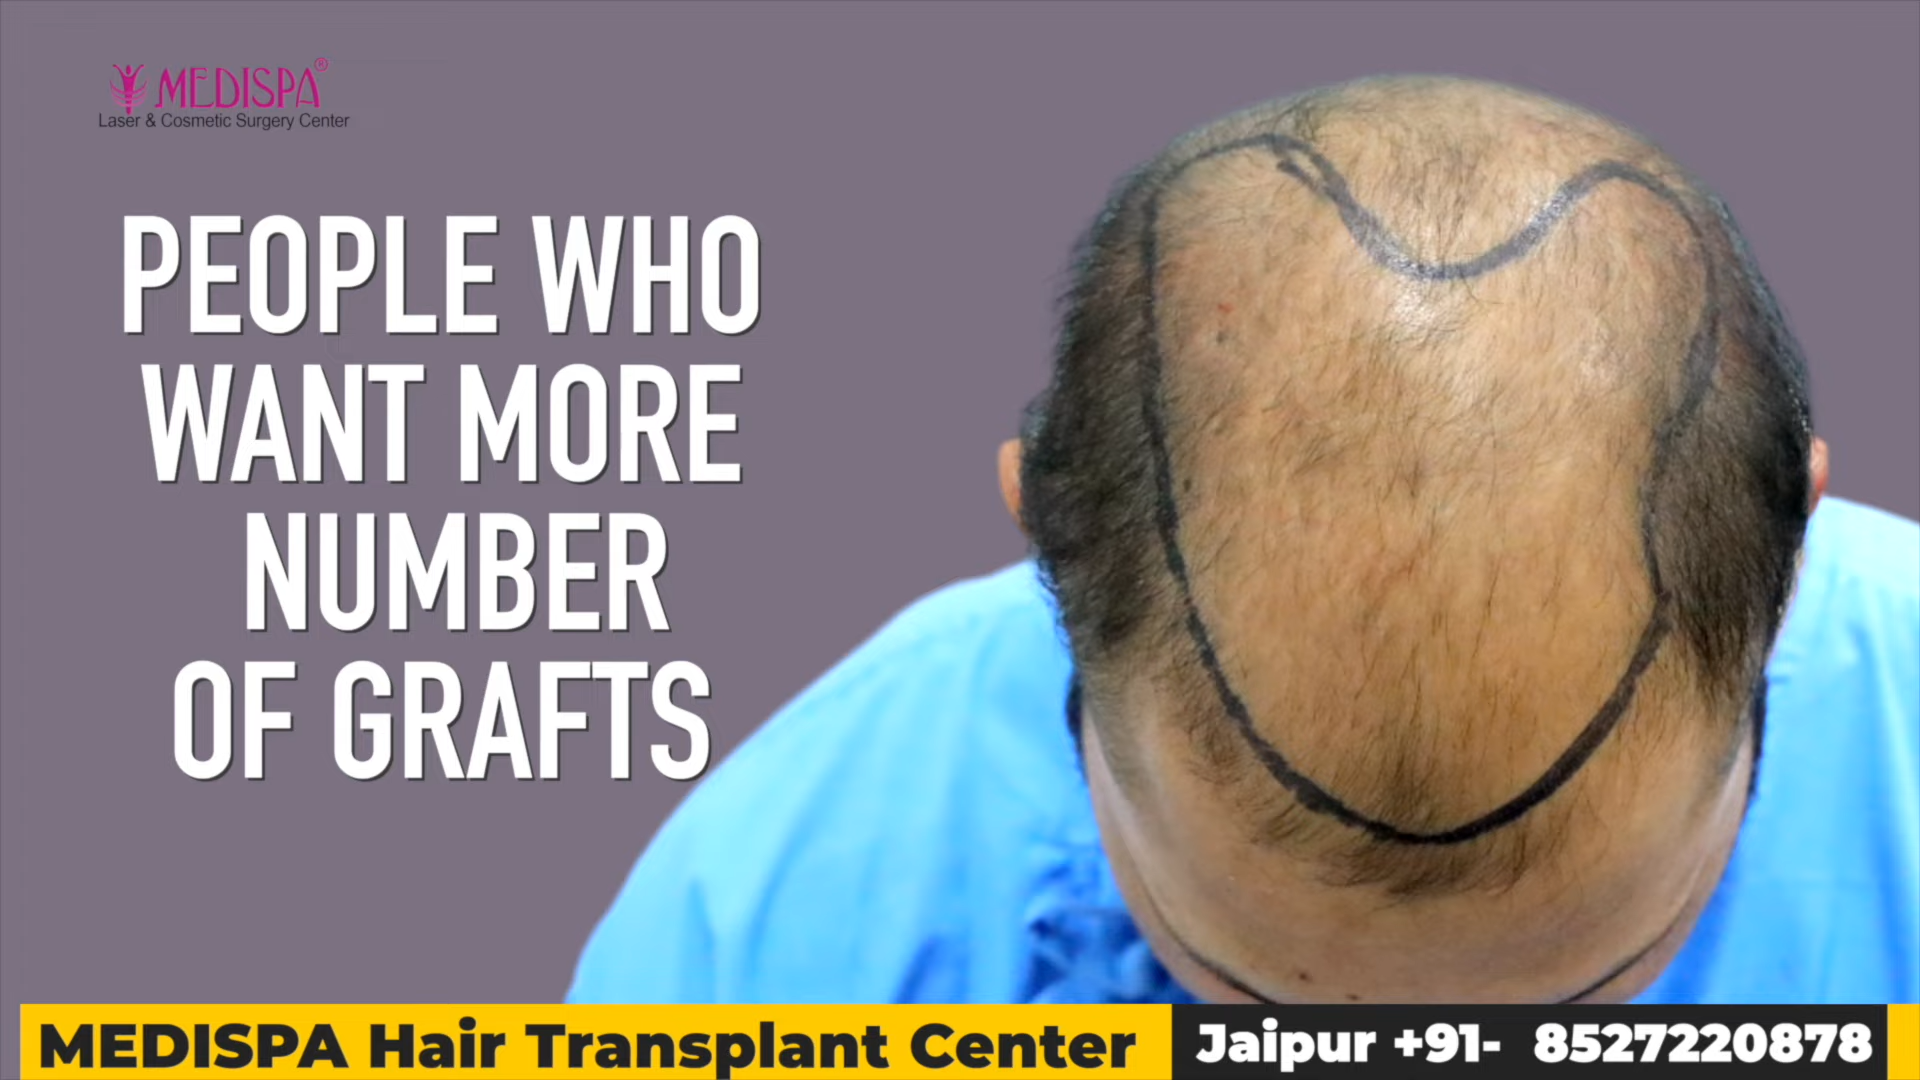 MEDISPA®
Laser & Cosmetic Surgery Center
PEOPLE WHO
WANT MORE
NUMBER
OF GRAFTS
MEDISPA Hair Transplant Center
Jaipur +91- 8527220878